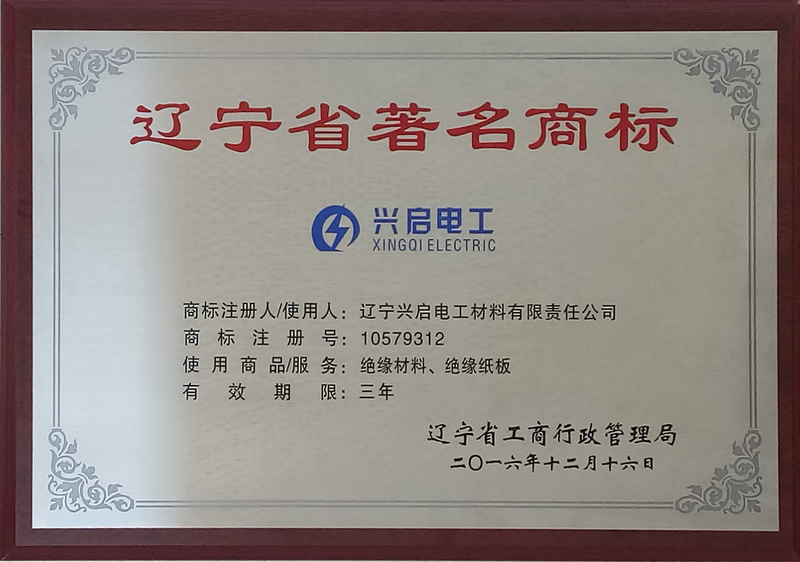 辽宁省著名商标
兴启电工
XINGQI ELECTRIC
商标注册人/使用人：辽宁兴启电工材料有限责任公司
商标注册号：10579312
使用商品/服务：绝缘材料、绝缘纸板
有效期限：三年
辽宁省工商行政管理局
二〇一六年十二月十六日